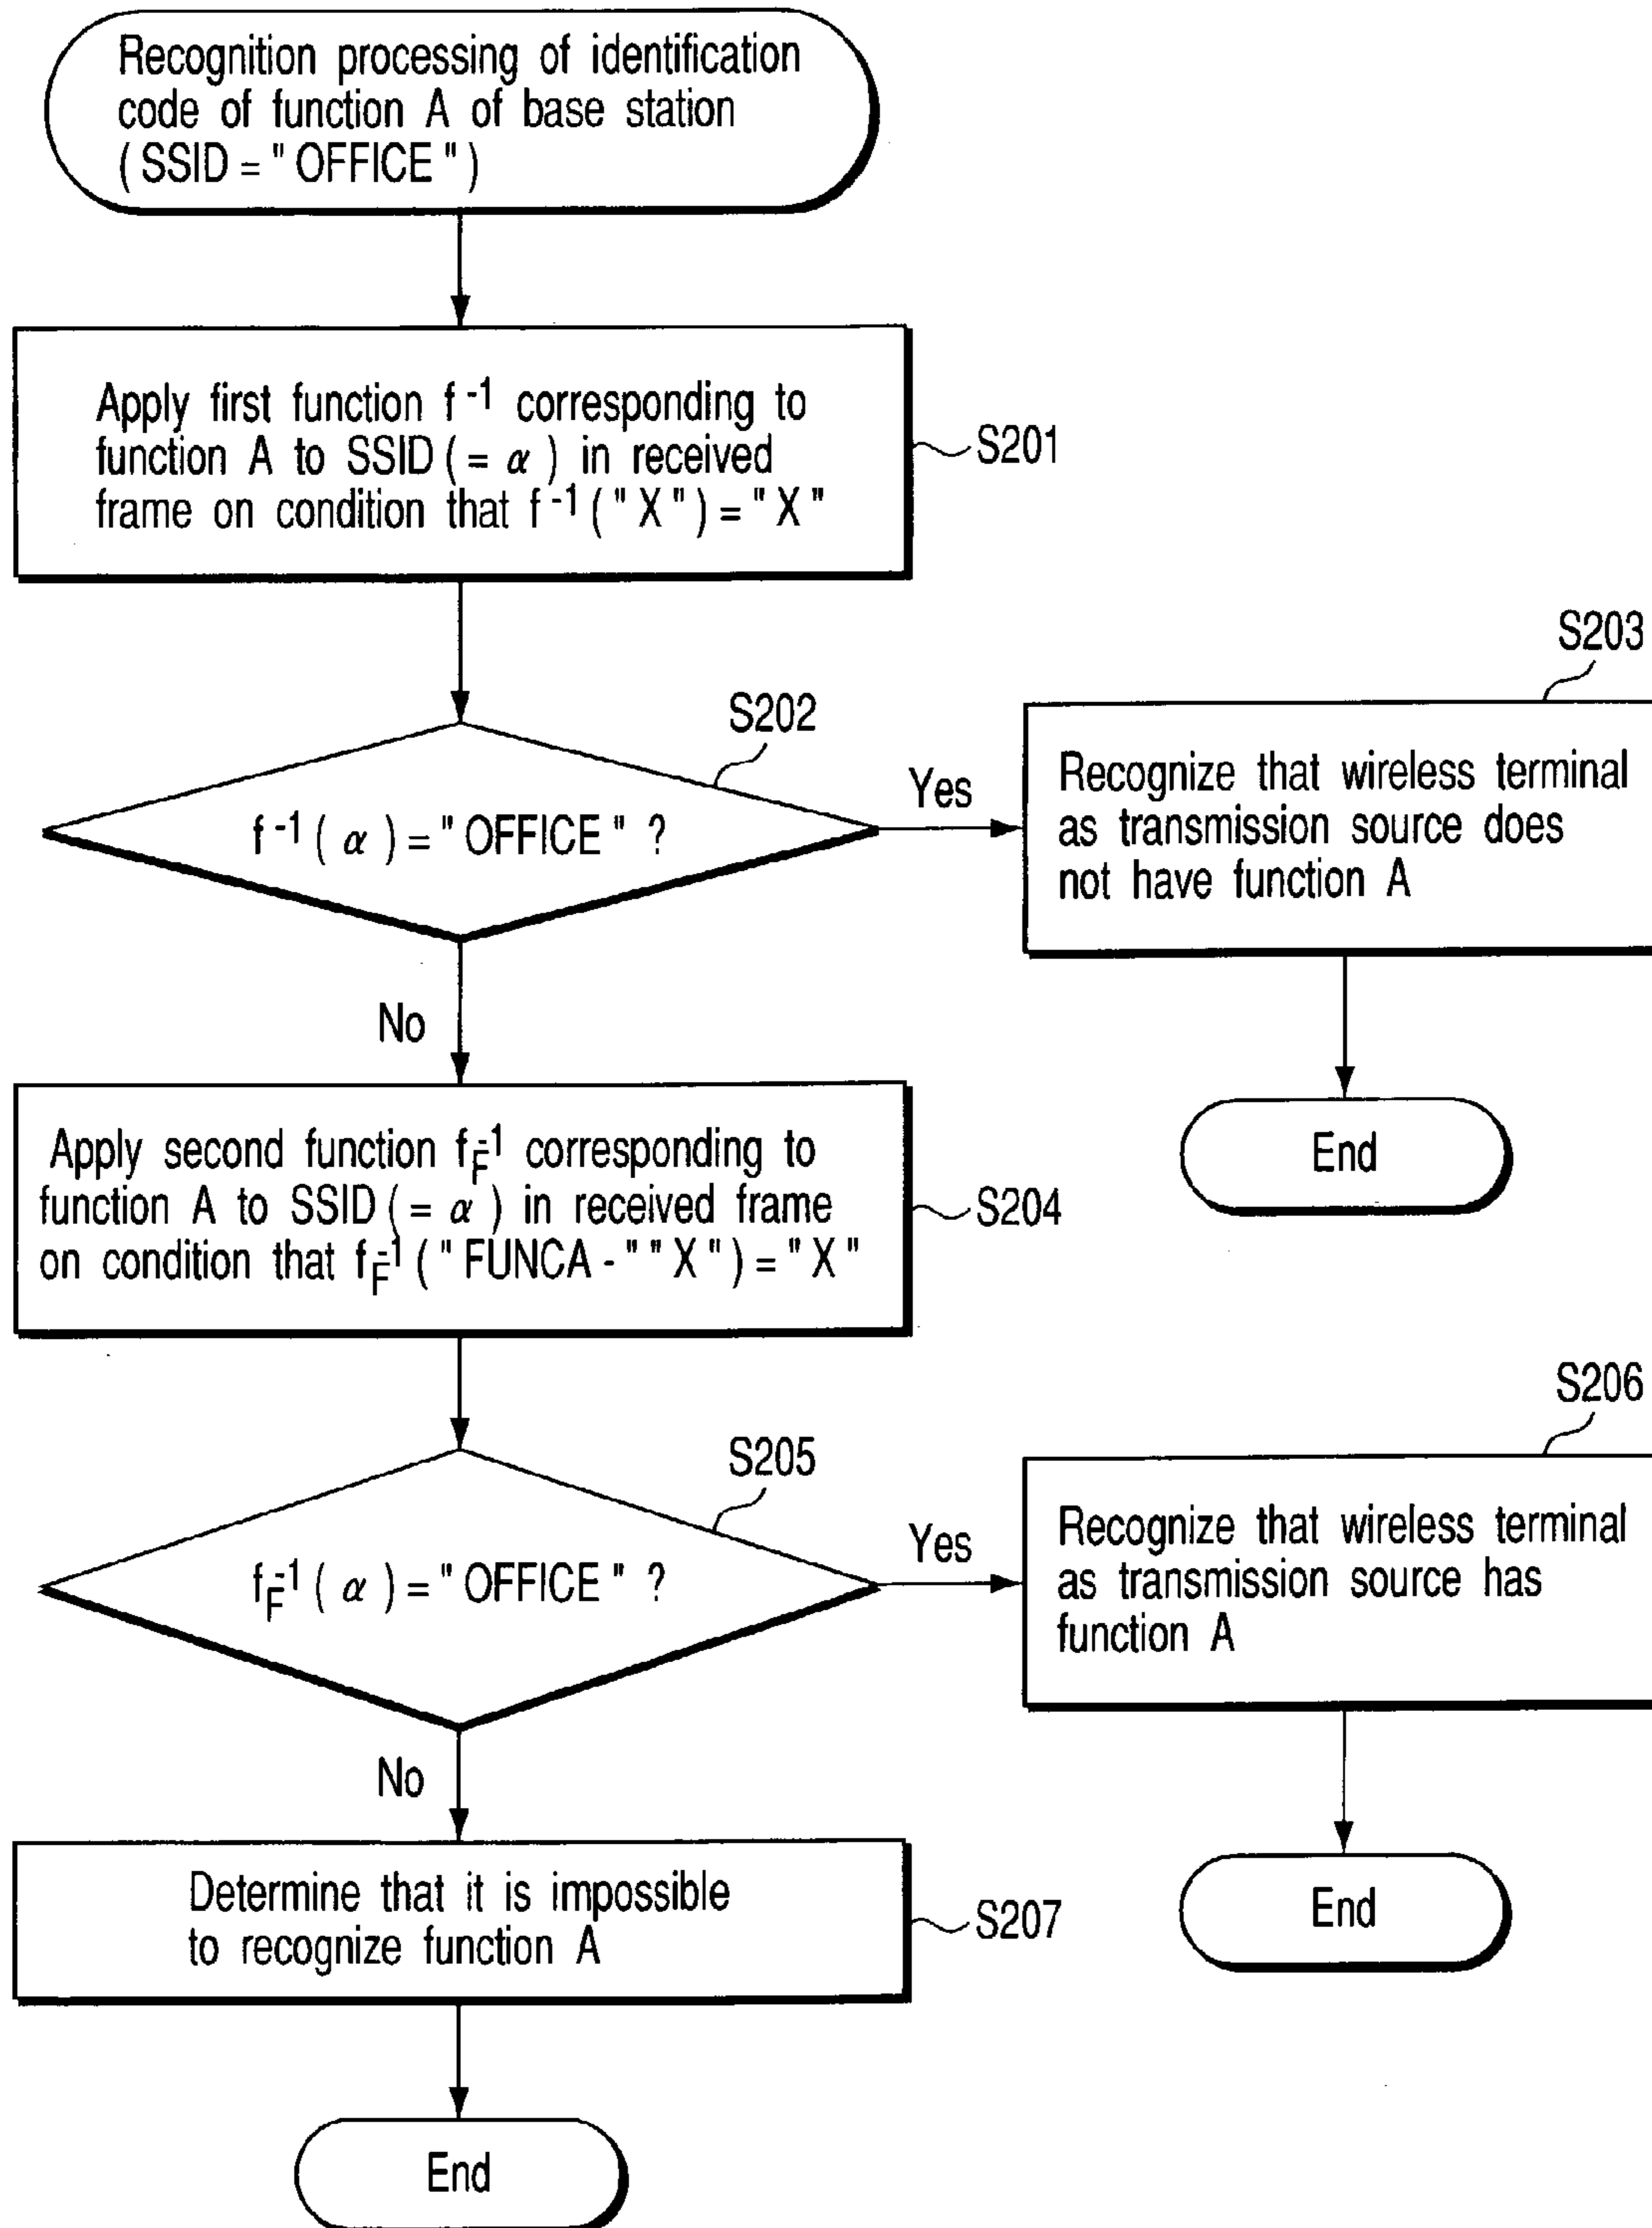 Recognition processing of identification
code of function A of base station
( SSID = " OFFICE " )
Apply first function f⁻¹ corresponding to
function A to SSID ( = α ) in received
frame on condition that f⁻¹ ( " X " ) = " X "
S201
S202
f⁻¹ ( α ) = " OFFICE " ?
Yes
S203
Recognize that wireless terminal
as transmission source does
not have function A
End
No
Apply second function f_F⁻¹ corresponding to
function A to SSID ( = α ) in received frame
on condition that f_F⁻¹ ( " FUNCA - " " X " ) = " X "
S204
S205
f_F⁻¹ ( α ) = " OFFICE " ?
Yes
S206
Recognize that wireless terminal
as transmission source has
function A
End
No
Determine that it is impossible
to recognize function A
S207
End